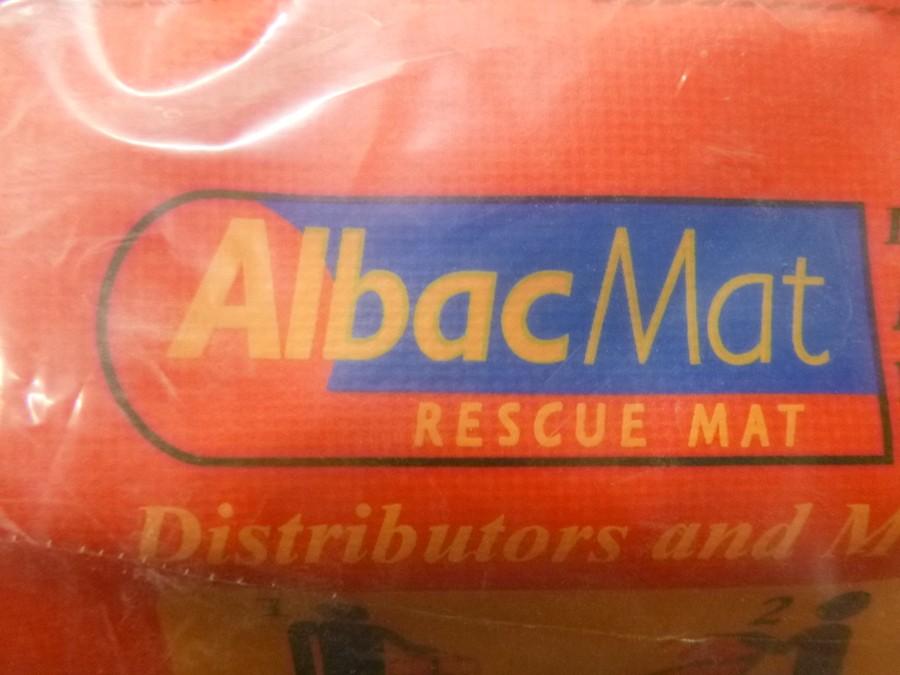 AlbacMat
RESCUE MAT
Distributors and M
1 2